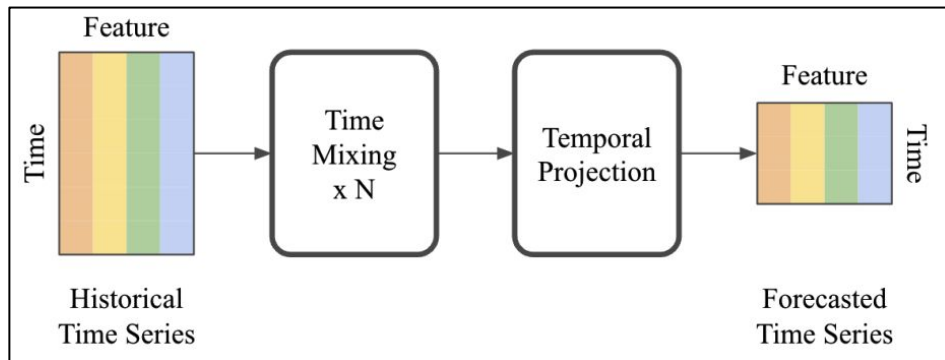 Feature
Time
Historical
Time Series
Time
Mixing
x N
Temporal
Projection
Feature
Time
Forecasted
Time Series